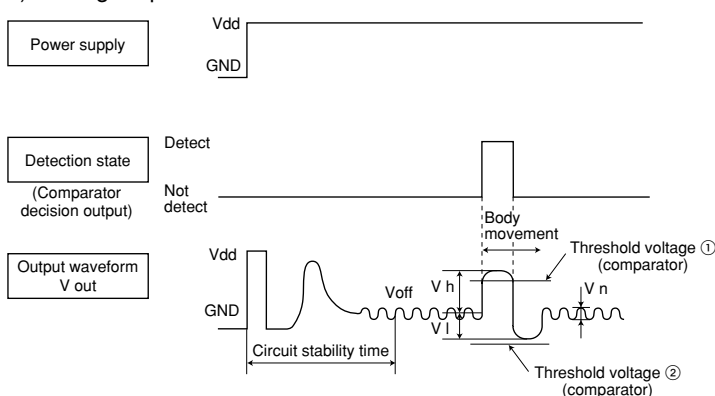 Vdd
Power supply
GND
Detect
Detection state
(Comparator
decision output)
Not
detect
Body
movement
Vdd
Output waveform
V out
GND
Voff
V h
V l
Threshold voltage ①
(comparator)
V n
Circuit stability time
Threshold voltage ②
(comparator)